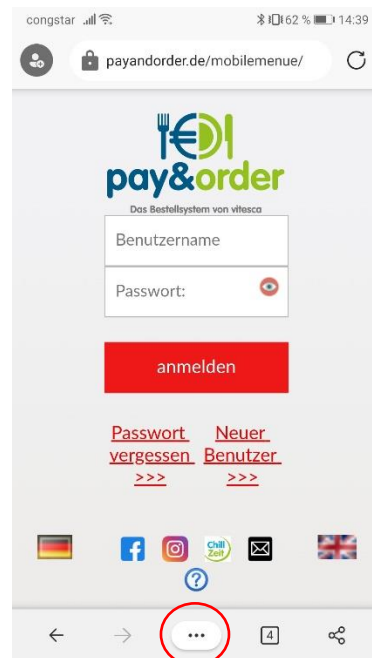 congstar 62 % 14:39
payandorder.de/mobilemenue/
pay&order
Das Bestellsystem von vitesca
Benutzername
Passwort:
anmelden
Passwort Neuer
vergessen Benutzer
>>> >>>
Chill
Zeit
4